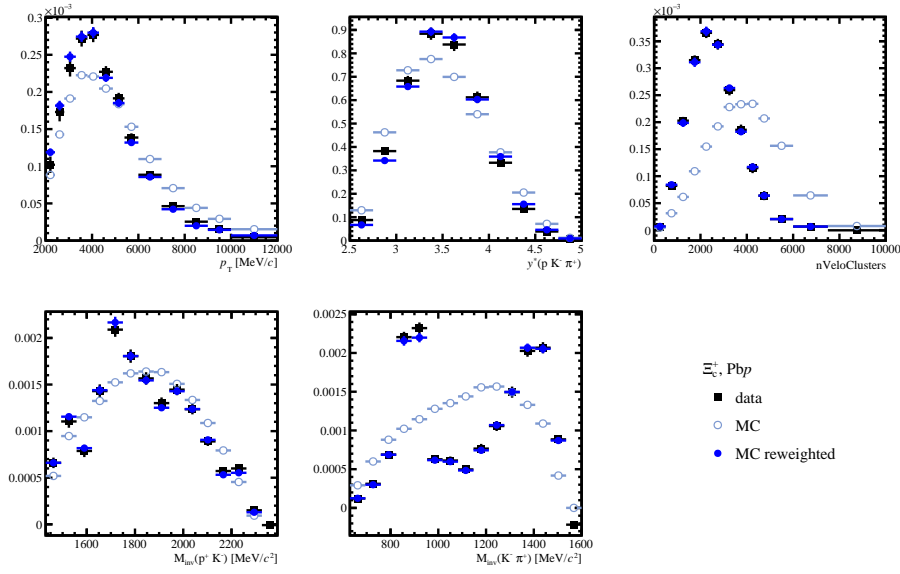 ×10⁻³
0.3
0.25
0.2
0.15
0.1
0.05
0
2000 4000 6000 8000 10000 12000
p_T [MeV/c]
0.9
0.8
0.7
0.6
0.5
0.4
0.3
0.2
0.1
0
2.5 3 3.5 4 4.5 5
y*(p K⁻ π⁺)
×10⁻³
0.4
0.35
0.3
0.25
0.2
0.15
0.1
0.05
0
0 2000 4000 6000 8000 10000
nVeloClusters
0.002
0.0015
0.001
0.0005
0
1600 1800 2000 2200
M_inv(p⁺ K⁻) [MeV/c²]
0.0025
0.002
0.0015
0.001
0.0005
0
800 1000 1200 1400 1600
M_inv(K⁻ π⁺) [MeV/c²]
Ξ_c⁺, Pbp
data
MC
MC reweighted